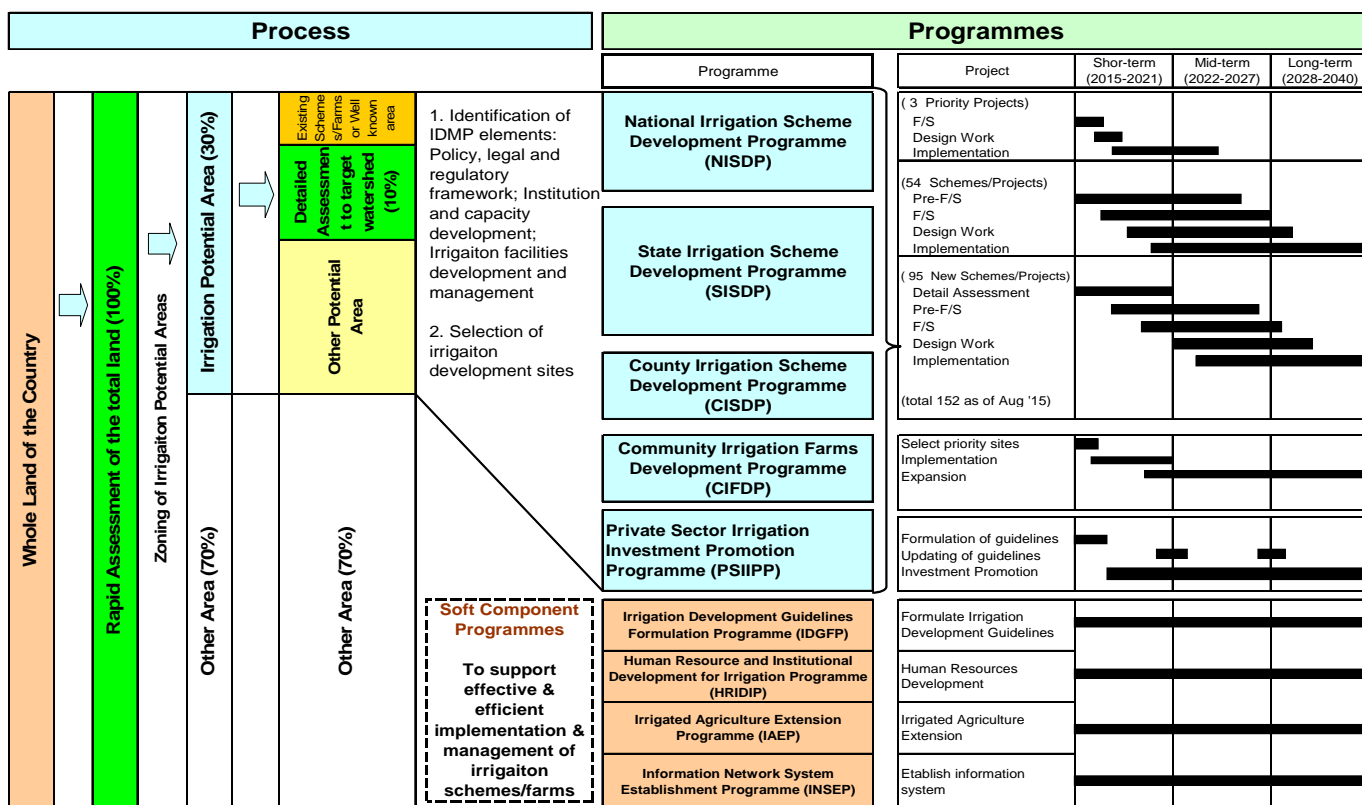 Process
Programmes
Programme
Project
Shor-term
(2015-2021)
Mid-term
(2022-2027)
Long-term
(2028-2040)
Whole Land of the Country
Rapid Assessment of the total land (100%)
Zoning of Irrigaiton Potential Areas
Irrigation Potential Area (30%)
Other Area (70%)
Existing
Scheme
s/Farms
or Well
known
area
Detailed
Assessmen
t to target
watershed
(10%)
Other Potential
Area
Other Area (70%)
1. Identification of
IDMP elements:
Policy, legal and
regulatory
framework; Institution
and capacity
development;
Irrigaiton facilities
development and
management
2. Selection of
irrigaiton
development sites
Soft Component
Programmes
To support
effective &
efficient
implementation &
management of
irrigaiton
schemes/farms
National Irrigation Scheme
Development Programme
(NISDP)
State Irrigation Scheme
Development Programme
(SISDP)
County Irrigation Scheme
Development Programme
(CISDP)
Community Irrigation Farms
Development Programme
(CIFDP)
Private Sector Irrigation
Investment Promotion
Programme (PSIIPP)
Irrigation Development Guidelines
Formulation Programme (IDGFP)
Human Resource and Institutional
Development for Irrigation Programme
(HRIDIP)
Irrigated Agriculture Extension
Programme (IAEP)
Information Network System
Establishment Programme (INSEP)
( 3 Priority Projects)
F/S
Design Work
Implementation
(54 Schemes/Projects)
Pre-F/S
F/S
Design Work
Implementation
( 95 New Schemes/Projects)
Detail Assessment
Pre-F/S
F/S
Design Work
Implementation
(total 152 as of Aug '15)
Select priority sites
Implementation
Expansion
Formulation of guidelines
Updating of guidelines
Investment Promotion
Formulate Irrigation
Development Guidelines
Human Resources
Development
Irrigated Agriculture
Extension
Etablish information
system